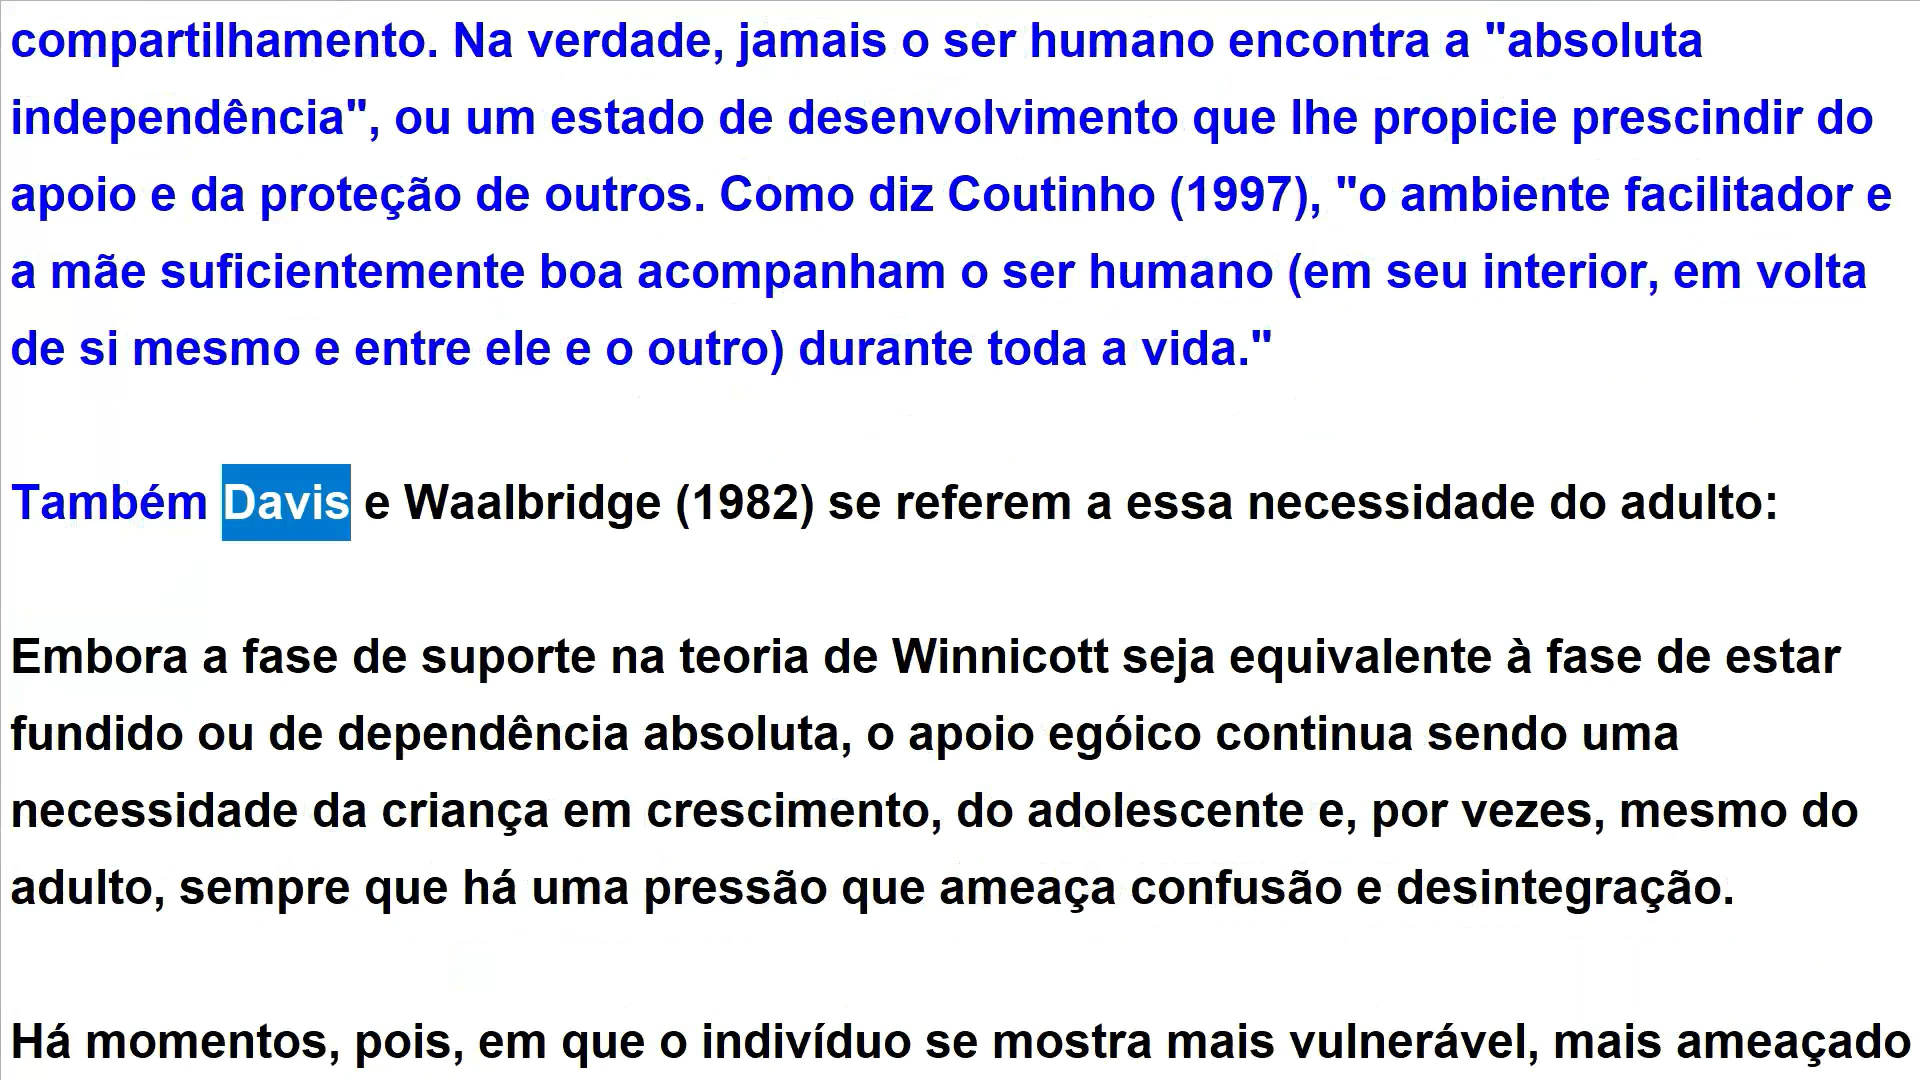 compartilhamento. Na verdade, jamais o ser humano encontra a "absoluta
independência", ou um estado de desenvolvimento que lhe propicie prescindir do
apoio e da proteção de outros. Como diz Coutinho (1997), "o ambiente facilitador e
a mãe suficientemente boa acompanham o ser humano (em seu interior, em volta
de si mesmo e entre ele e o outro) durante toda a vida."
Também Davis e Waalbridge (1982) se referem a essa necessidade do adulto:
Embora a fase de suporte na teoria de Winnicott seja equivalente à fase de estar
fundido ou de dependência absoluta, o apoio egóico continua sendo uma
necessidade da criança em crescimento, do adolescente e, por vezes, mesmo do
adulto, sempre que há uma pressão que ameaça confusão e desintegração.
Há momentos, pois, em que o indivíduo se mostra mais vulnerável, mais ameaçado